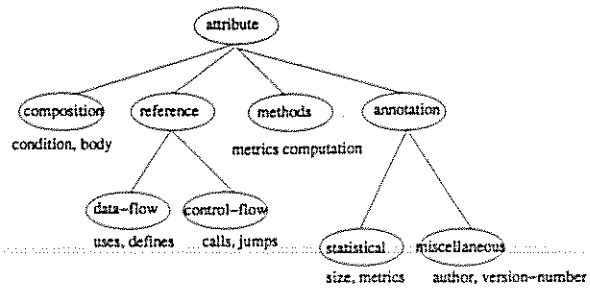 attribute
composition reference methods annotation
condition, body metrics computation
data-flow control-flow
uses, defines calls, jumps
statistical miscellaneous
size, metrics author, version-number